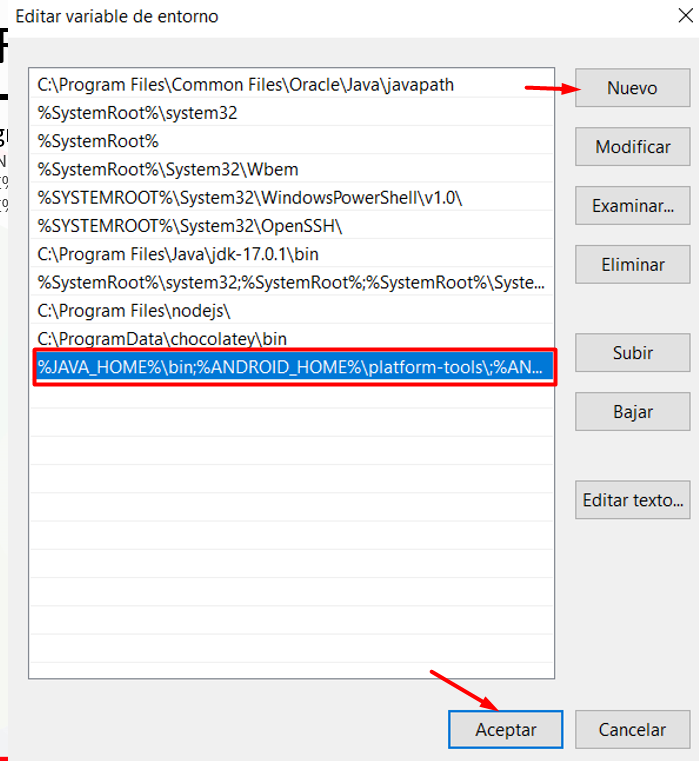 Editar variable de entorno
C:\Program Files\Common Files\Oracle\Java\javapath
Nuevo
%SystemRoot%\system32
%SystemRoot%
Modificar
%SystemRoot%\System32\Wbem
%SYSTEMROOT%\System32\WindowsPowerShell\v1.0\
Examinar...
%SYSTEMROOT%\System32\OpenSSH\
C:\Program Files\Java\jdk-17.0.1\bin
Eliminar
%SystemRoot%\system32;%SystemRoot%;%SystemRoot%\Syste...
C:\Program Files\nodejs\
C:\ProgramData\chocolatey\bin
Subir
%JAVA_HOME%\bin;%ANDROID_HOME%\platform-tools\;%AN...
Bajar
Editar texto...
Aceptar
Cancelar